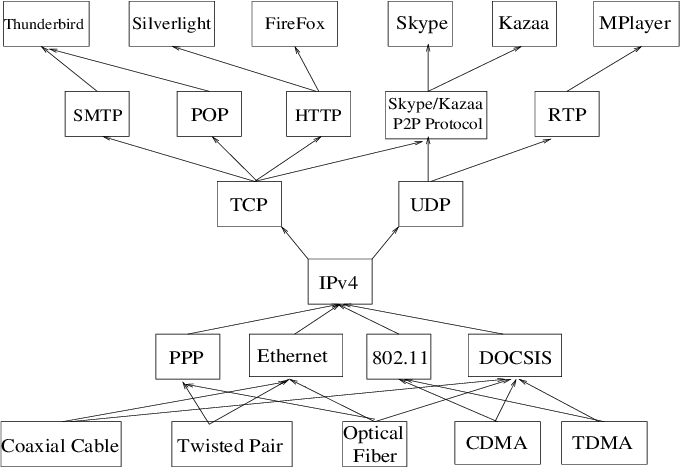 Thunderbird
Silverlight
FireFox
Skype
Kazaa
MPlayer
SMTP
POP
HTTP
Skype/Kazaa
P2P Protocol
RTP
TCP
UDP
IPv4
PPP
Ethernet
802.11
DOCSIS
Coaxial Cable
Twisted Pair
Optical
Fiber
CDMA
TDMA